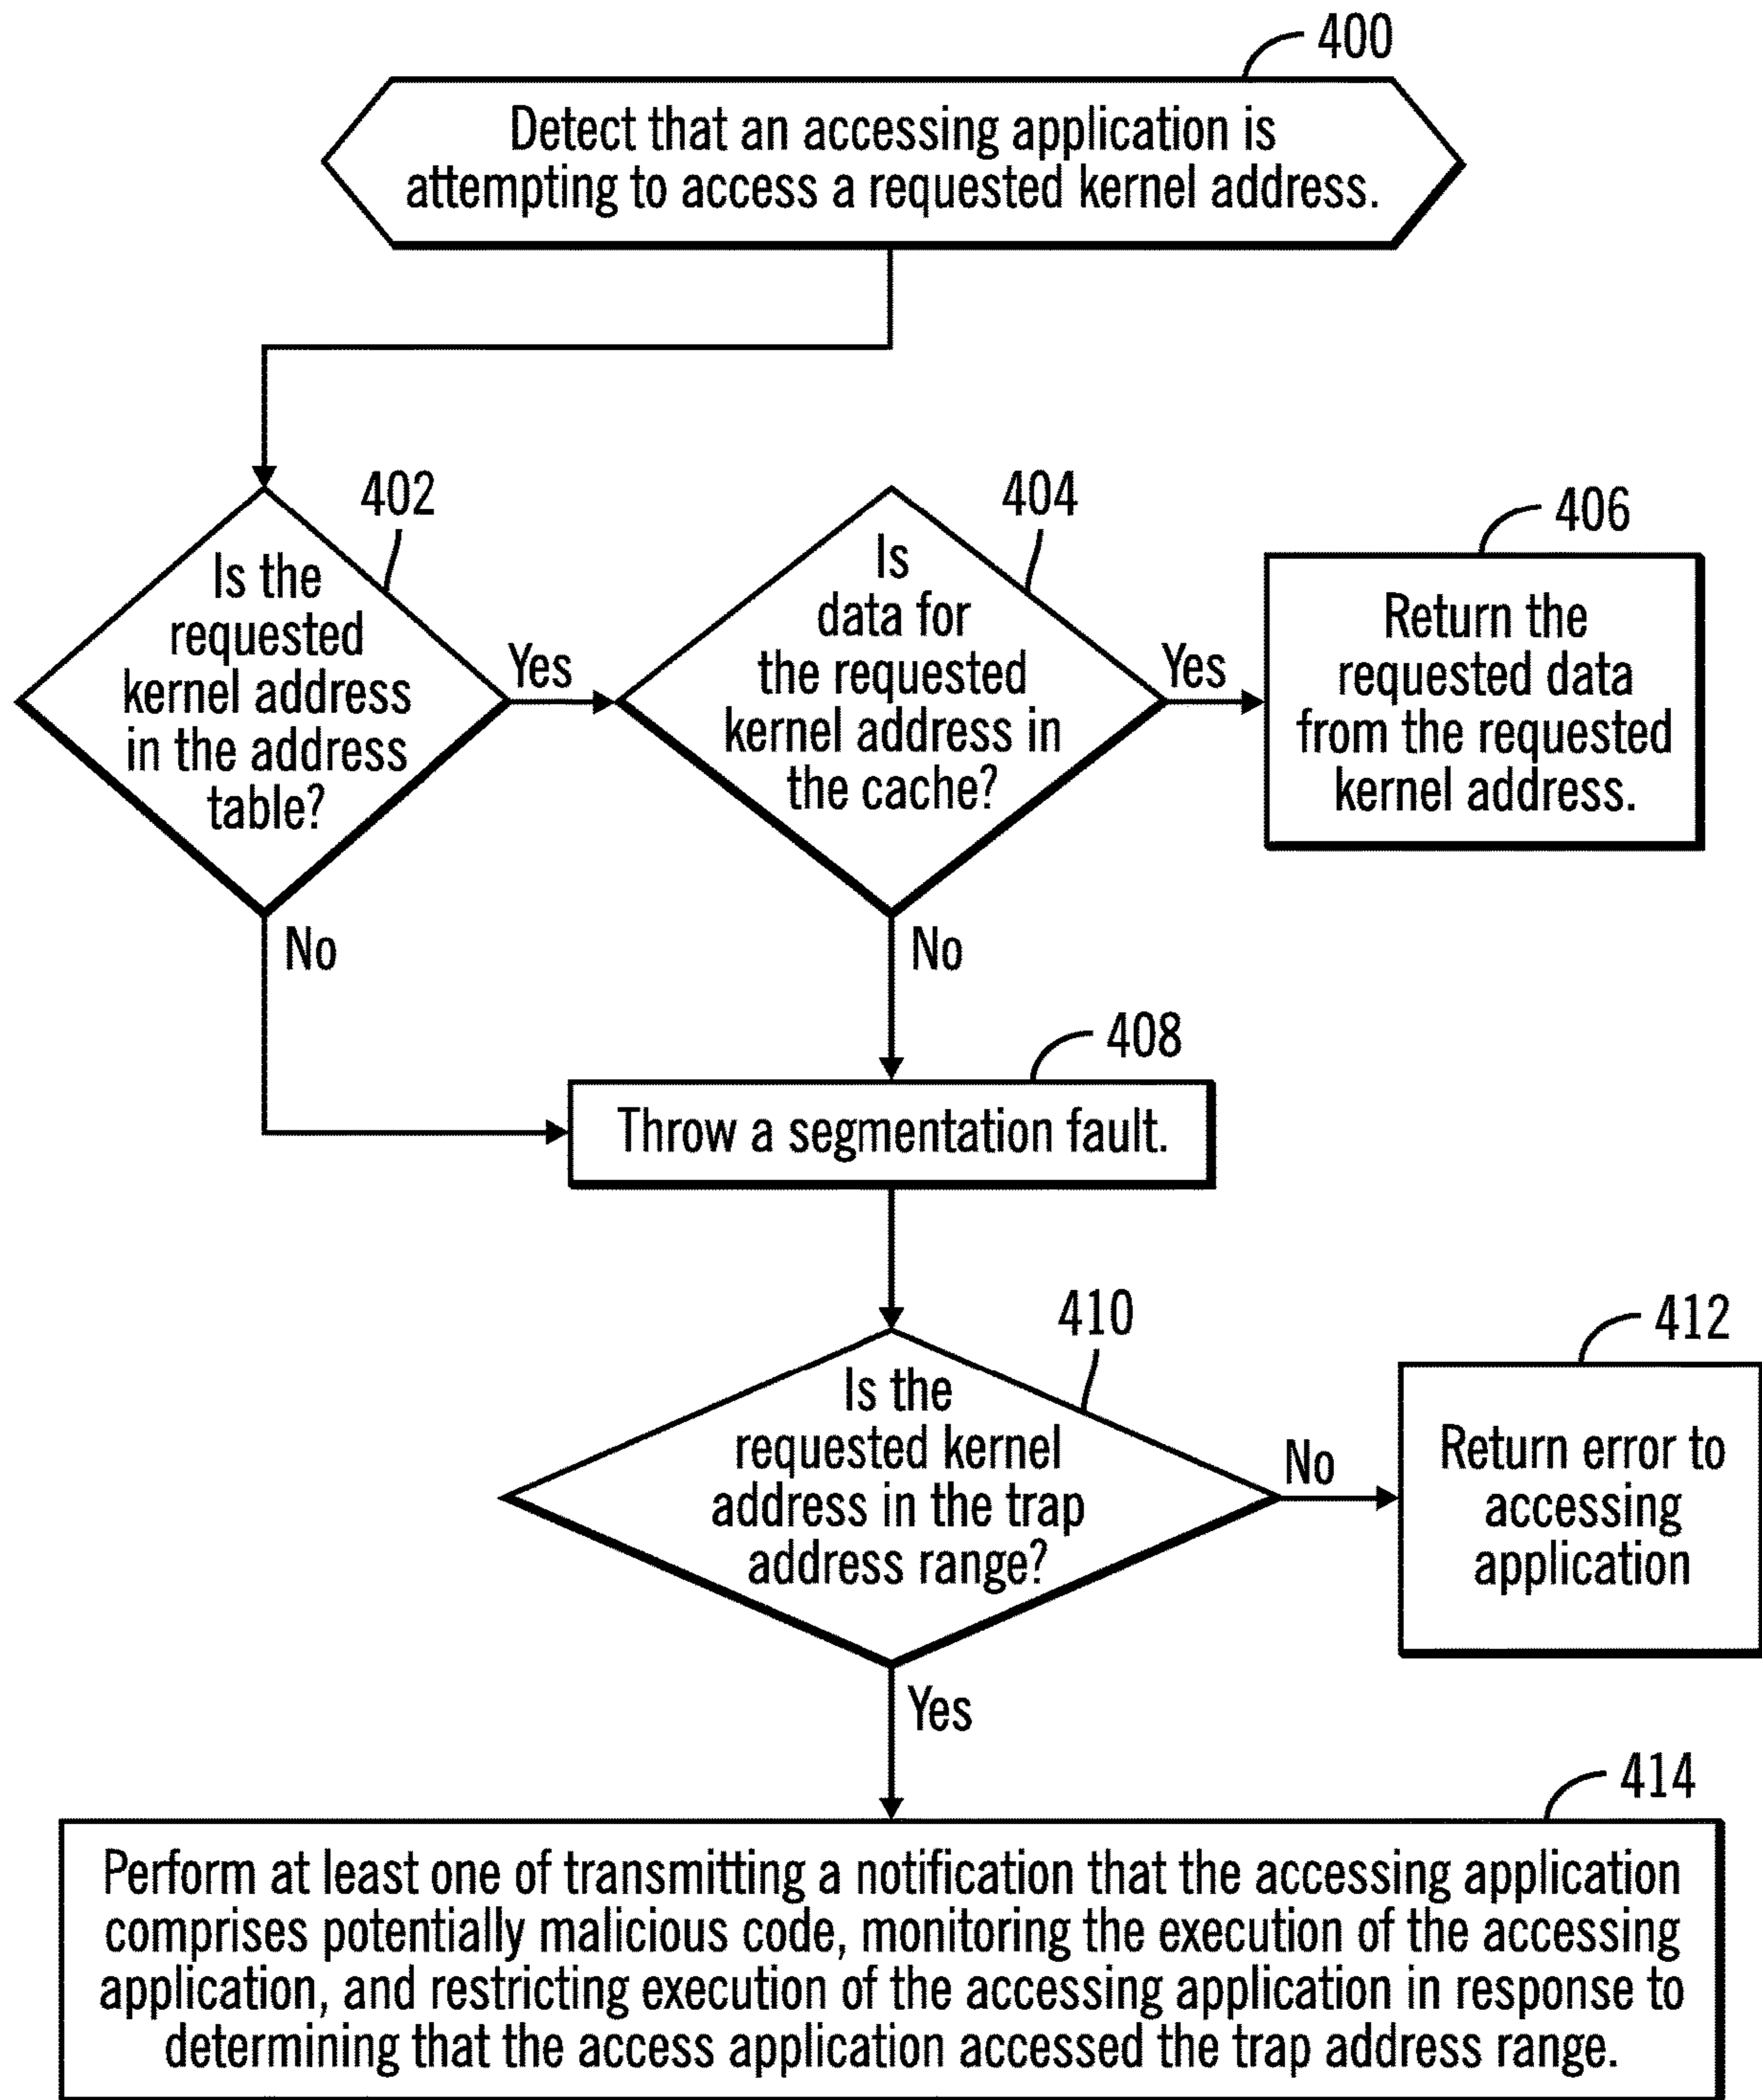 400
Detect that an accessing application is
attempting to access a requested kernel address.
402
Is the
requested
kernel address
in the address
table?
Yes
No
404
Is
data for
the requested
kernel address in
the cache?
Yes
No
406
Return the
requested data
from the requested
kernel address.
408
Throw a segmentation fault.
410
Is the
requested kernel
address in the trap
address range?
No
Yes
412
Return error to
accessing
application
414
Perform at least one of transmitting a notification that the accessing application
comprises potentially malicious code, monitoring the execution of the accessing
application, and restricting execution of the accessing application in response to
determining that the access application accessed the trap address range.